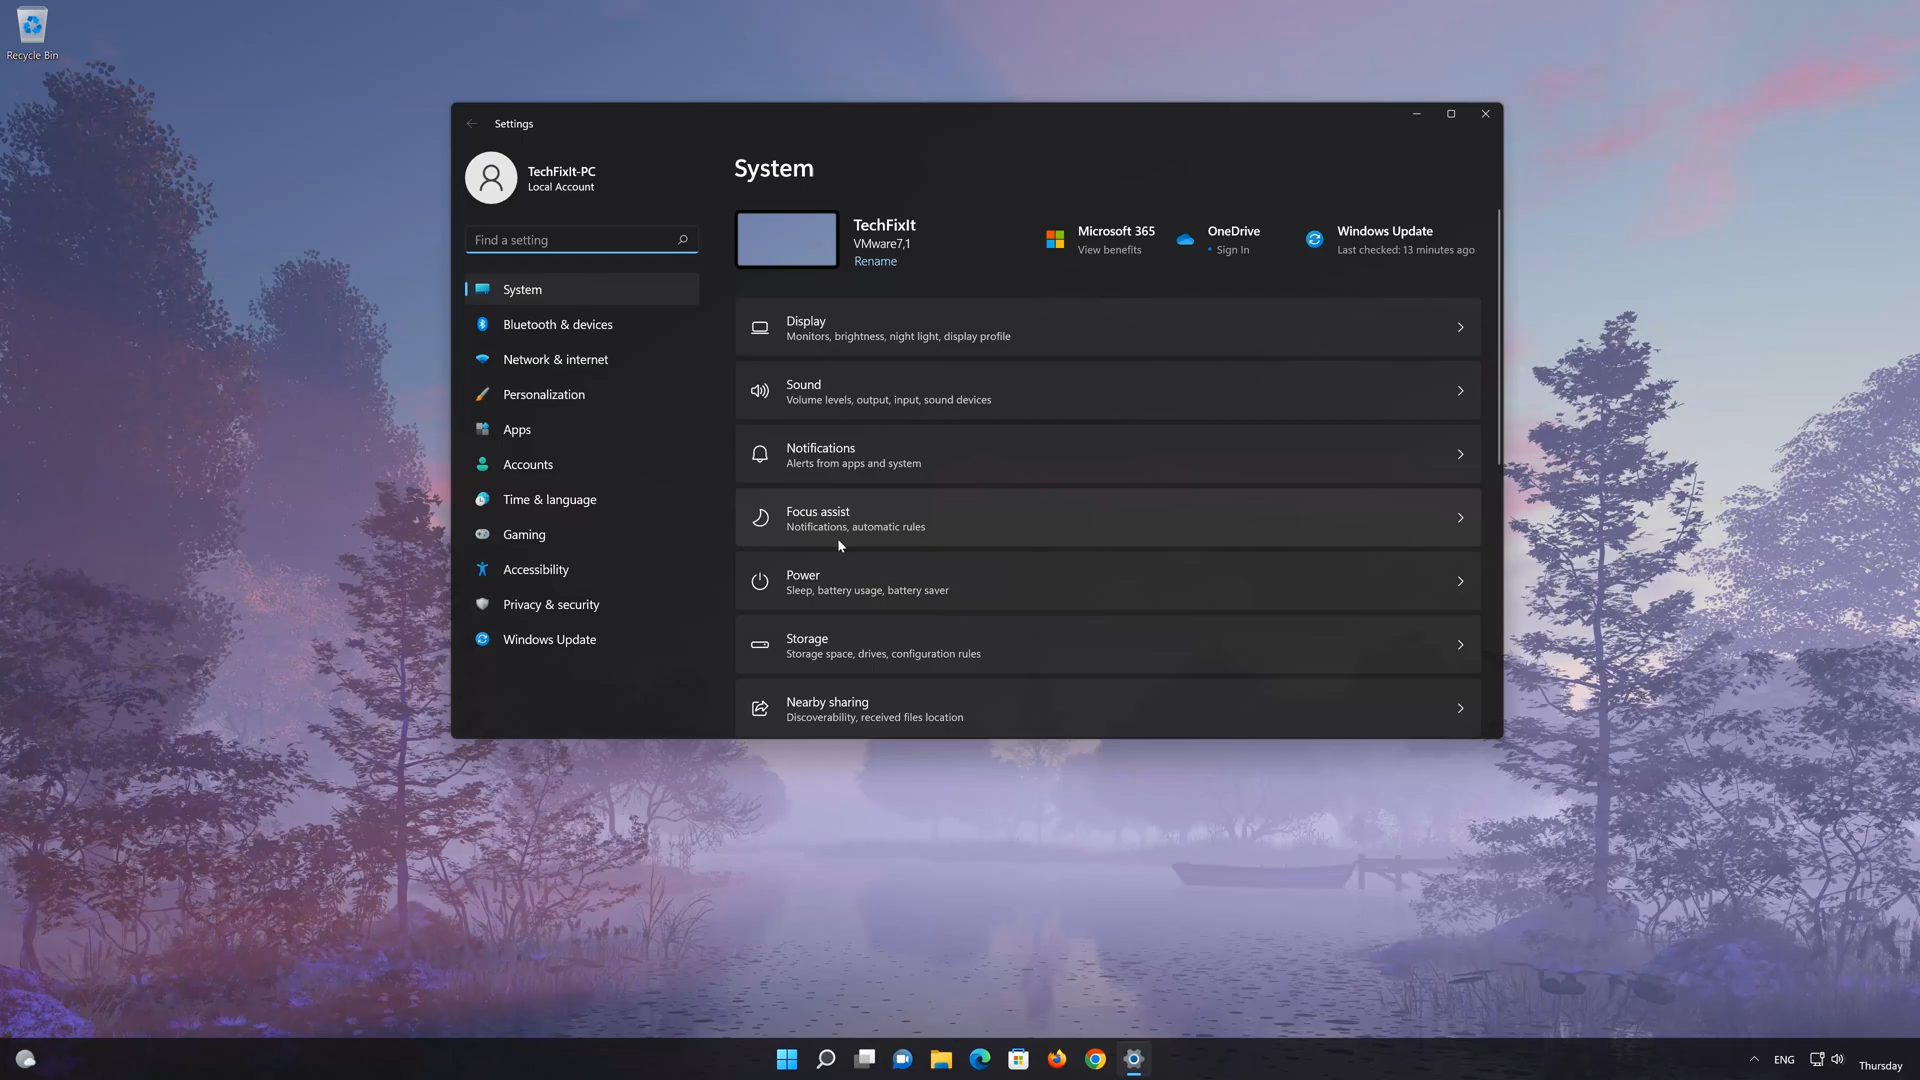 Recycle Bin
Settings
TechFixIt-PC
Local Account
Find a setting
System
Bluetooth & devices
Network & internet
Personalization
Apps
Accounts
Time & language
Gaming
Accessibility
Privacy & security
Windows Update
System
TechFixIt
VMware7,1
Rename
Microsoft 365
View benefits
OneDrive
• Sign In
Windows Update
Last checked: 13 minutes ago
Display
Monitors, brightness, night light, display profile
Sound
Volume levels, output, input, sound devices
Notifications
Alerts from apps and system
Focus assist
Notifications, automatic rules
Power
Sleep, battery usage, battery saver
Storage
Storage space, drives, configuration rules
Nearby sharing
Discoverability, received files location
ENG
Thursday